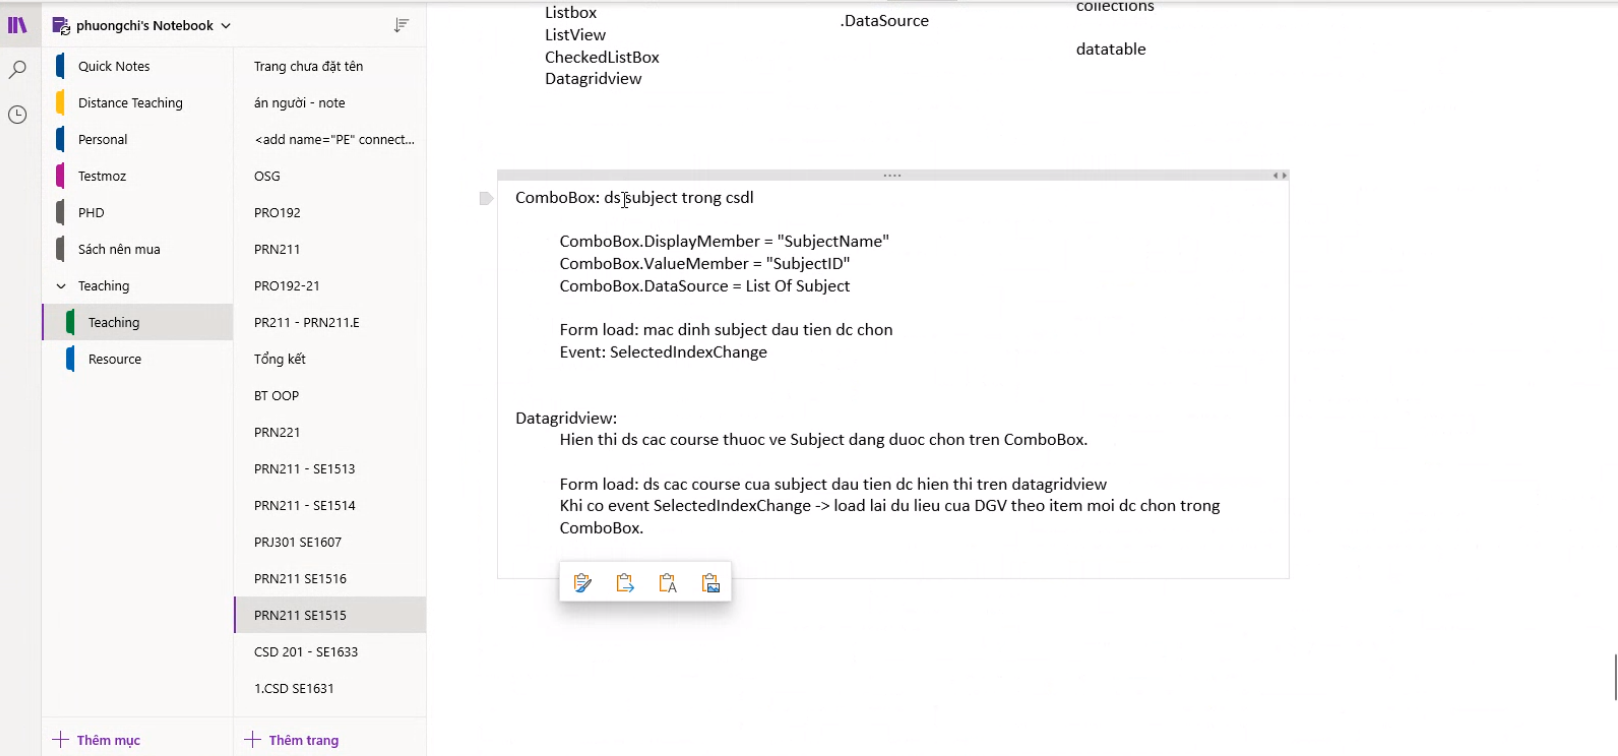 phuongchi's Notebook
Quick Notes
Distance Teaching
Personal
Testmoz
PHD
Sách nên mua
Teaching
Teaching
Resource
Thêm mục
Trang chưa đặt tên
án người - note
<add name="PE" connect...
OSG
PRO192
PRN211
PRO192-21
PR211 - PRN211.E
Tổng kết
BT OOP
PRN221
PRN211 - SE1513
PRN211 - SE1514
PRJ301 SE1607
PRN211 SE1516
PRN211 SE1515
CSD 201 - SE1633
1.CSD SE1631
Thêm trang
Listbox
ListView
CheckedListBox
Datagridview
.DataSource
collections
datatable
ComboBox: ds subject trong csdl
ComboBox.DisplayMember = "SubjectName"
ComboBox.ValueMember = "SubjectID"
ComboBox.DataSource = List Of Subject
Form load: mac dinh subject dau tien dc chon
Event: SelectedIndexChange
Datagridview:
Hien thi ds cac course thuoc ve Subject dang duoc chon tren ComboBox.
Form load: ds cac course cua subject dau tien dc hien thi tren datagridview
Khi co event SelectedIndexChange -> load lai du lieu cua DGV theo item moi dc chon trong
ComboBox.